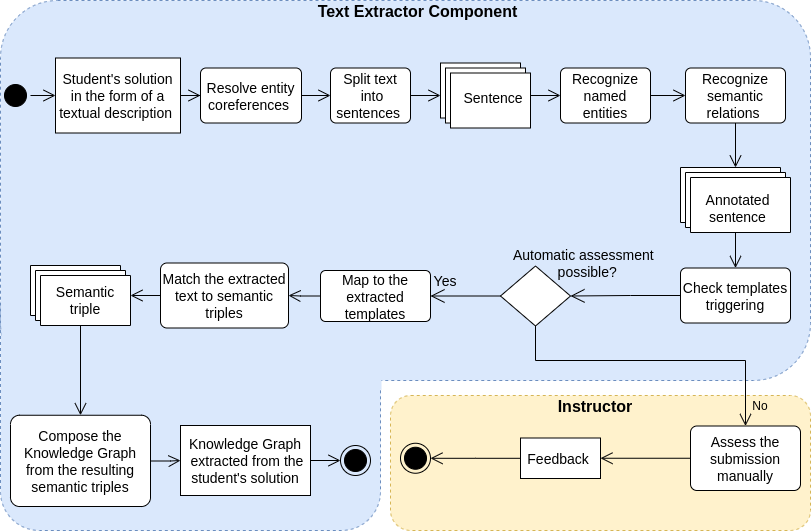 Text Extractor Component
Student's solution
in the form of a
textual description
Resolve entity
coreferences
Split text
into
sentences
Sentence
Recognize
named
entities
Recognize
semantic
relations
Annotated
sentence
Check templates
triggering
Automatic assessment
possible?
Yes
Map to the
extracted
templates
Match the extracted
text to semantic
triples
Semantic
triple
Compose the
Knowledge Graph
from the resulting
semantic triples
Knowledge Graph
extracted from the
student's solution
No
Instructor
Assess the
submission
manually
Feedback